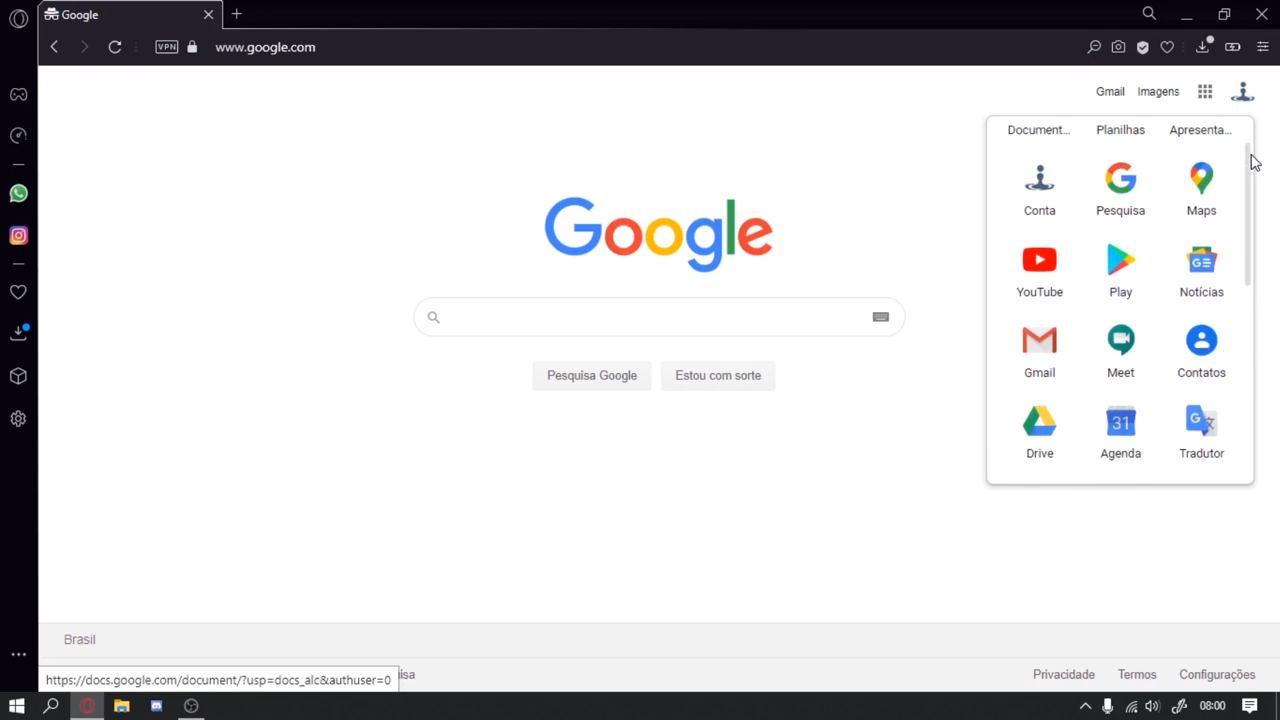 Google
VPN
www.google.com
Gmail
Imagens
Document...
Planilhas
Apresenta...
Conta
Pesquisa
Maps
YouTube
Play
Notícias
Gmail
Meet
Contatos
Drive
Agenda
Tradutor
Google
Pesquisa Google
Estou com sorte
Brasil
https://docs.google.com/document/?usp=docs_alc&authuser=0
isa
Privacidade
Termos
Configurações
08:00